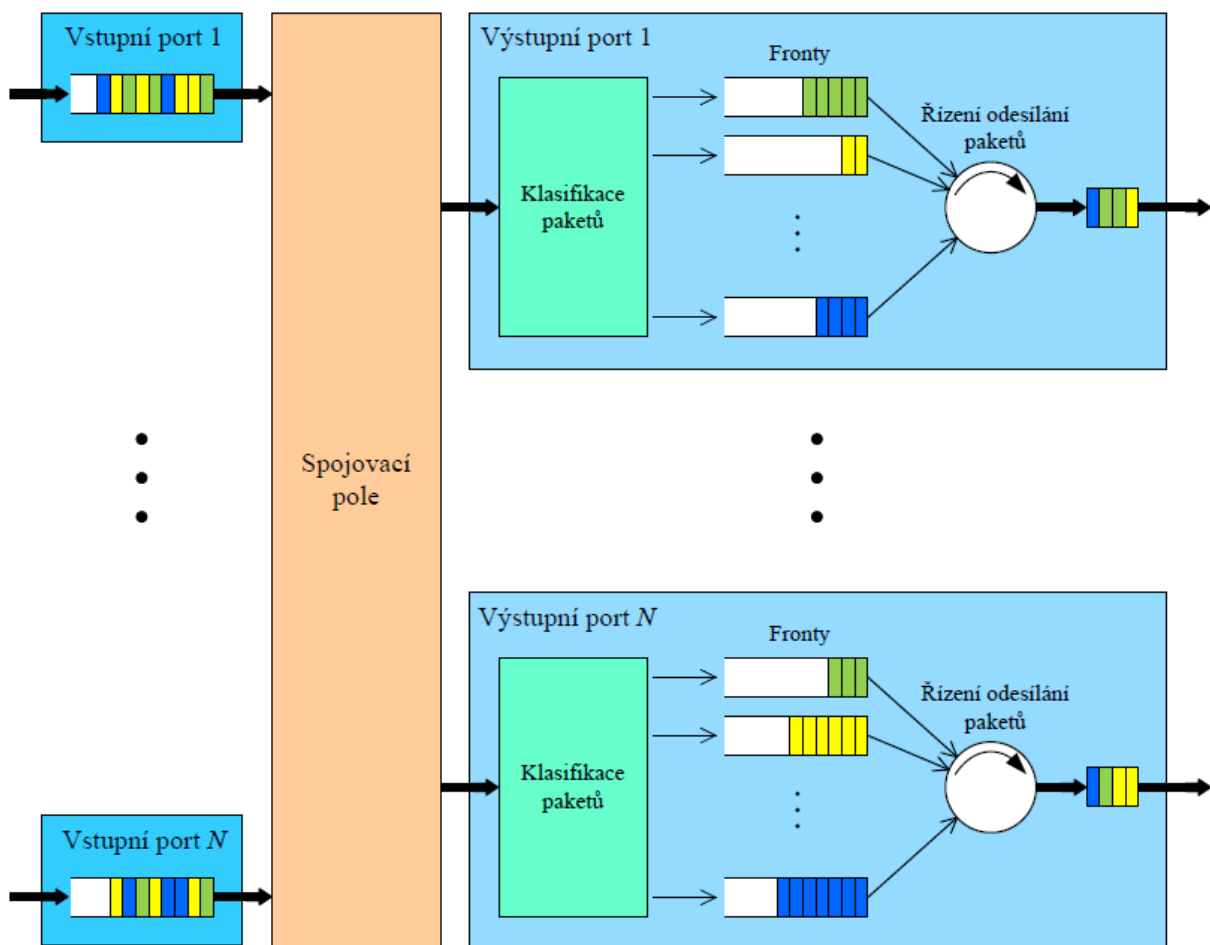 Vstupní port 1
Výstupní port 1
Fronty
Řízení odesílání
paketů
Klasifikace
paketů
Spojovací
pole
Výstupní port N
Fronty
Řízení odesílání
paketů
Klasifikace
paketů
Vstupní port N